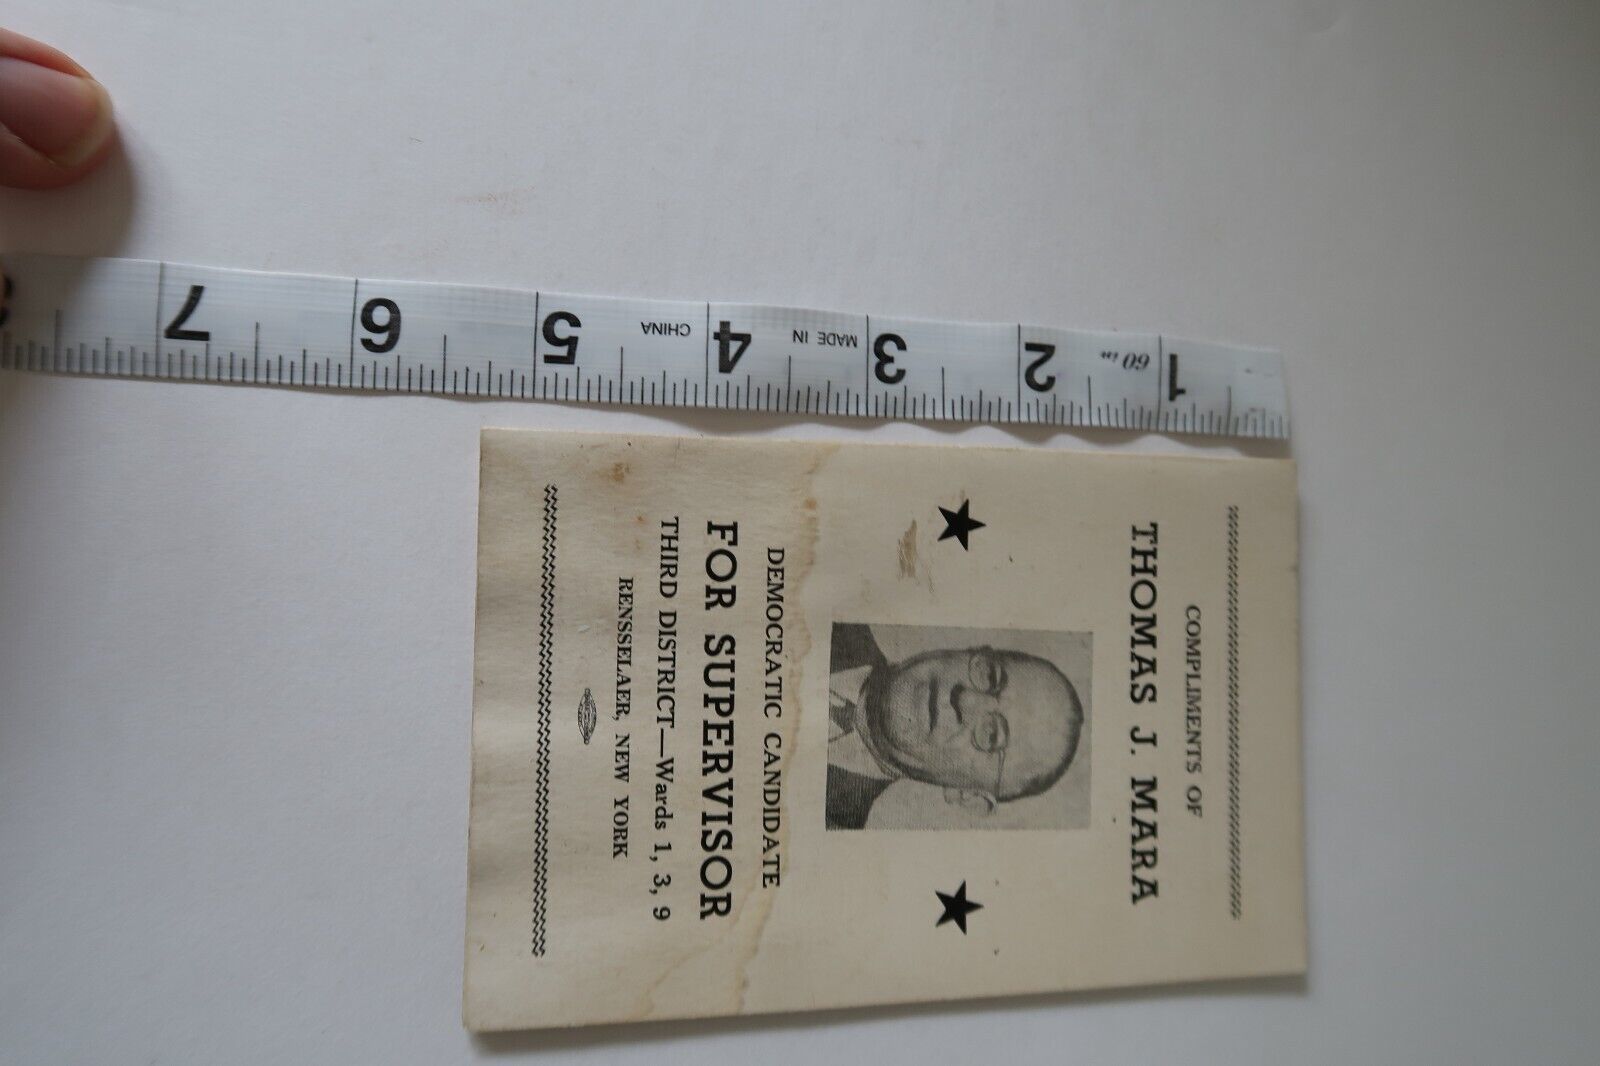 COMPLIMENTS OF
THOMAS J. MARA
DEMOCRATIC CANDIDATE
FOR SUPERVISOR
THIRD DISTRICT—Wards 1, 3, 9
RENSSELAER, NEW YORK
1
60 in
2
3
MADE IN
4
CHINA
5
6
7